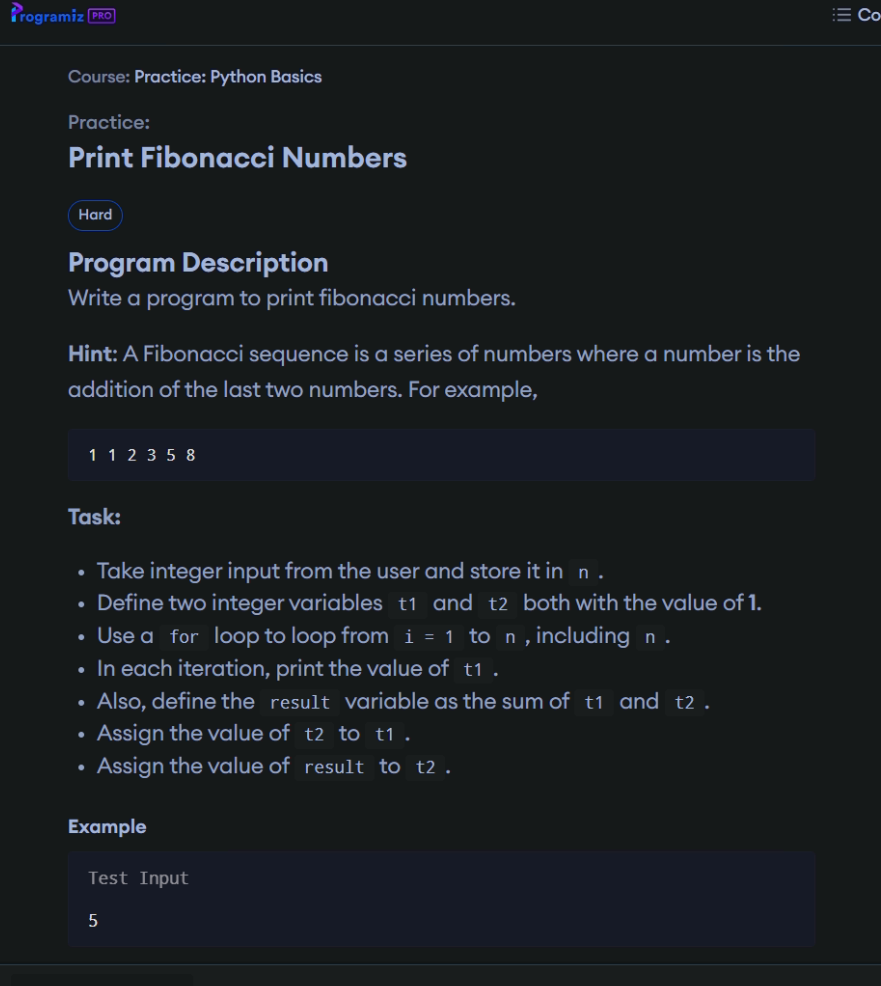 Programiz PRO
Co
Course: Practice: Python Basics
Practice:
Print Fibonacci Numbers
Hard
Program Description
Write a program to print fibonacci numbers.
Hint: A Fibonacci sequence is a series of numbers where a number is the
addition of the last two numbers. For example,
1 1 2 3 5 8
Task:
• Take integer input from the user and store it in n .
• Define two integer variables t1 and t2 both with the value of 1.
• Use a for loop to loop from i = 1 to n , including n .
• In each iteration, print the value of t1 .
• Also, define the result variable as the sum of t1 and t2 .
• Assign the value of t2 to t1 .
• Assign the value of result to t2 .
Example
Test Input
5